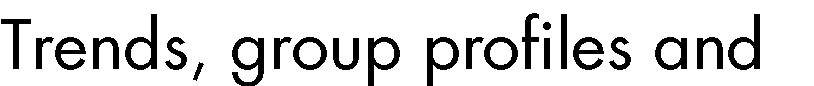 Trends, group profiles and